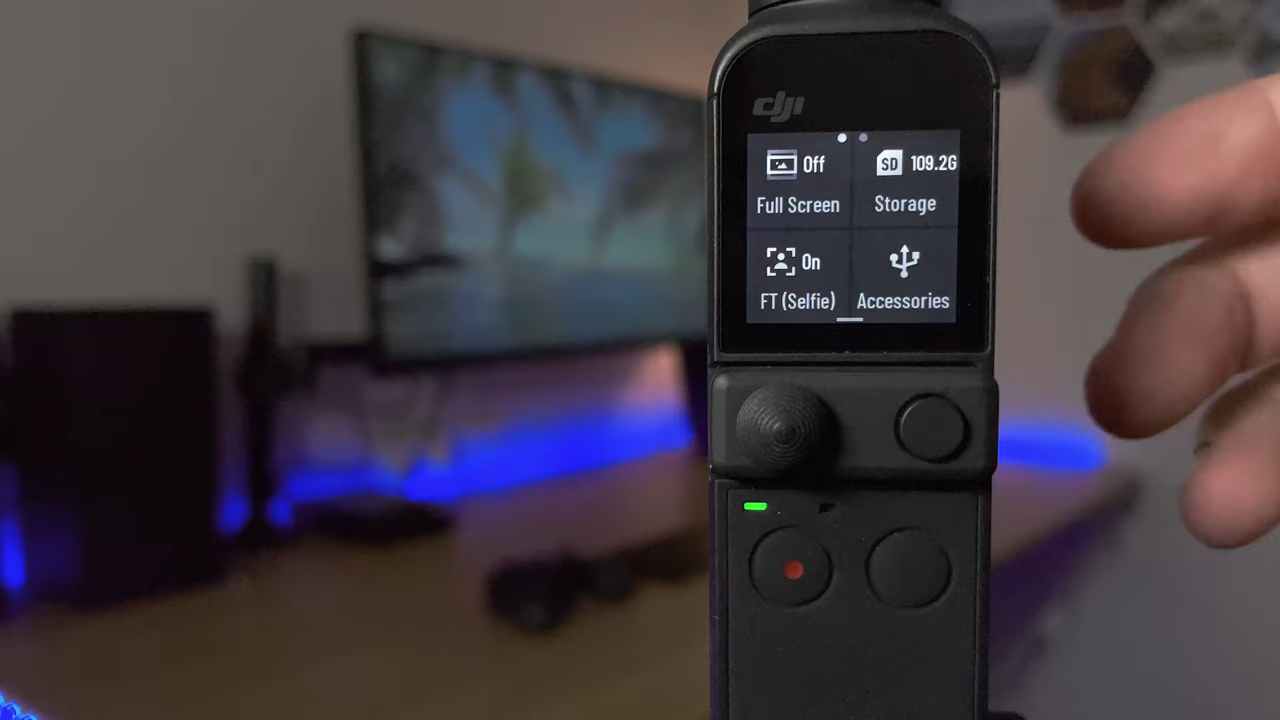 dji
Off
SD 109.2G
Full Screen
Storage
On
FT (Selfie)
Accessories